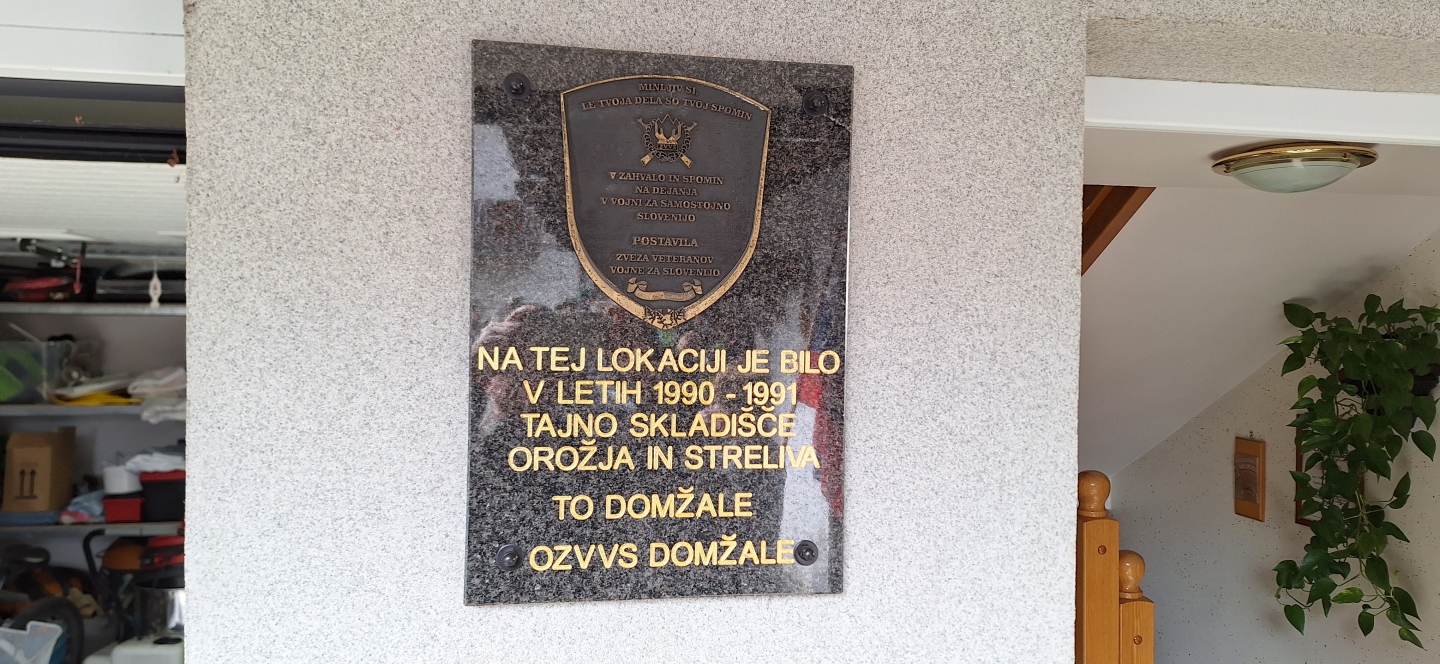 MINLJIV SI
LE TVOJA DELA SO TVOJ SPOMIN
ZVVS
V ZAHVALO IN SPOMIN
NA DEJANJA
V VOJNI ZA SAMOSTOJNO
SLOVENIJO
POSTAVILA
ZVEZA VETERANOV
VOJNE ZA SLOVENIJO
NA TEJ LOKACIJI JE BILO
V LETIH 1990 - 1991
TAJNO SKLADIŠČE
OROŽJA IN STRELIVA
TO DOMŽALE
OZVVS DOMŽALE